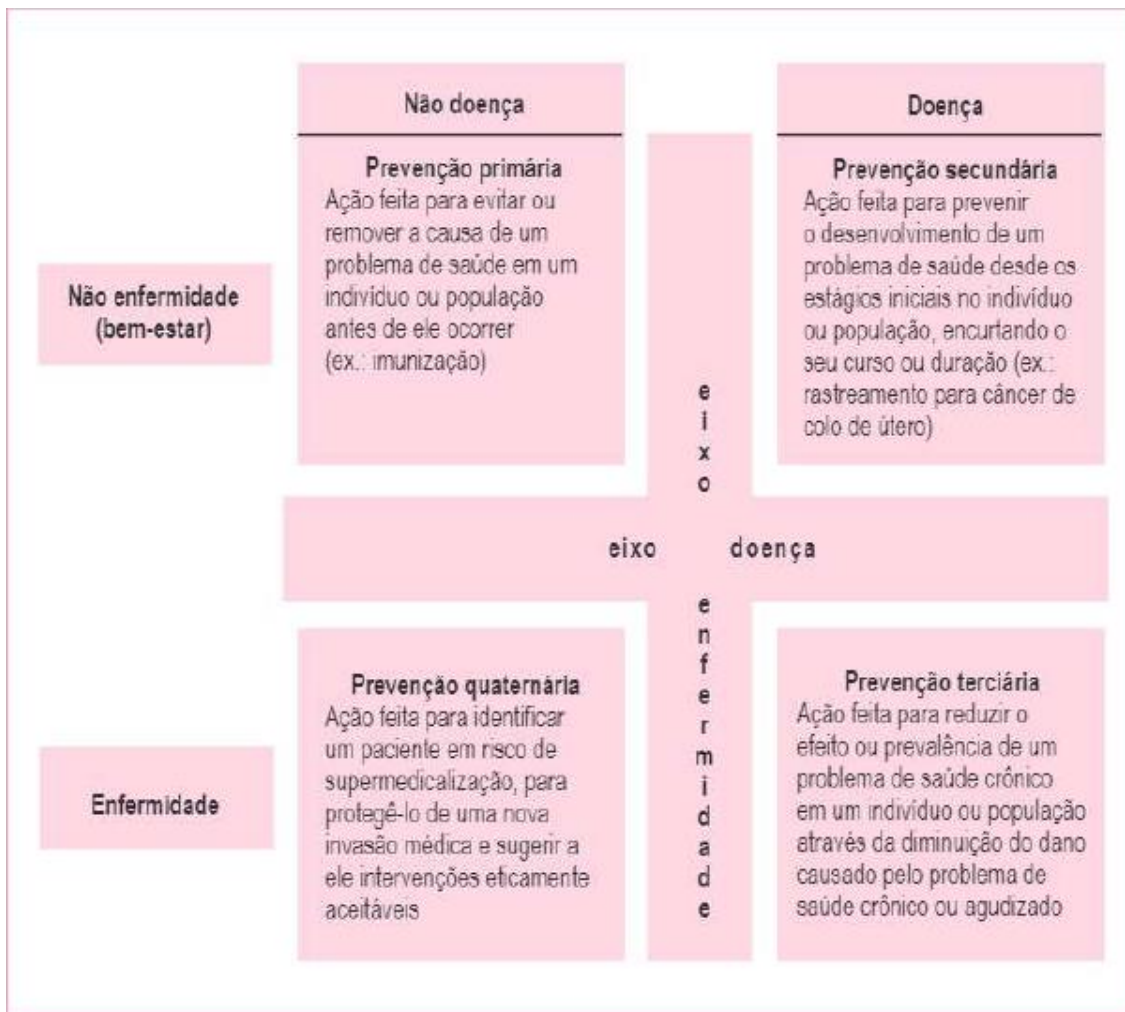 Não doença
Doença
Prevenção primária
Ação feita para evitar ou
remover a causa de um
problema de saúde em um
indivíduo ou população
antes de ele ocorrer
(ex.: imunização)
Prevenção secundária
Ação feita para prevenir
o desenvolvimento de um
problema de saúde desde os
estágios iniciais no indivíduo
ou população, encurtando o
seu curso ou duração (ex.:
rastreamento para câncer de
colo de útero)
Não enfermidade
(bem-estar)
eixo
eixo doença
enfermidade
Prevenção quaternária
Ação feita para identificar
um paciente em risco de
supermedicalização, para
protegê-lo de uma nova
invasão médica e sugerir a
ele intervenções eticamente
aceitáveis
Prevenção terciária
Ação feita para reduzir o
efeito ou prevalência de um
problema de saúde crônico
em um indivíduo ou população
através da diminuição do dano
causado pelo problema de
saúde crônico ou agudizado
Enfermidade